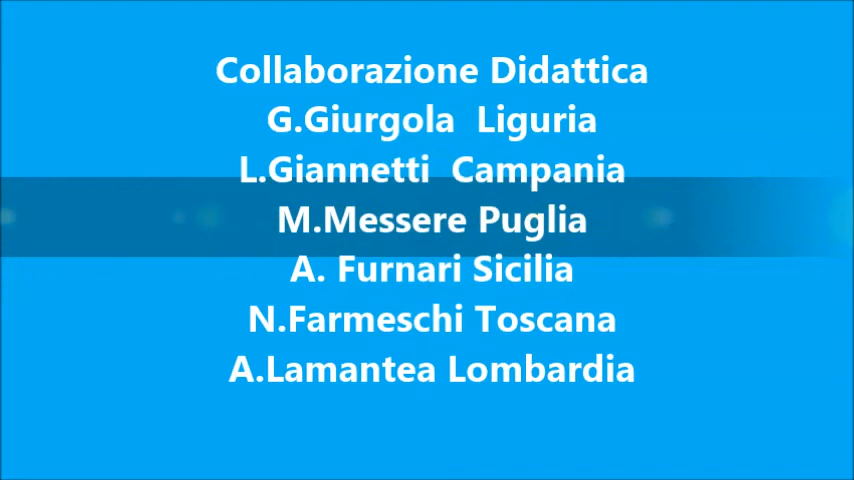 Collaborazione Didattica
G.Giurgola  Liguria
L.Giannetti  Campania
M.Messere Puglia
A. Furnari Sicilia
N.Farmeschi Toscana
A.Lamantea Lombardia